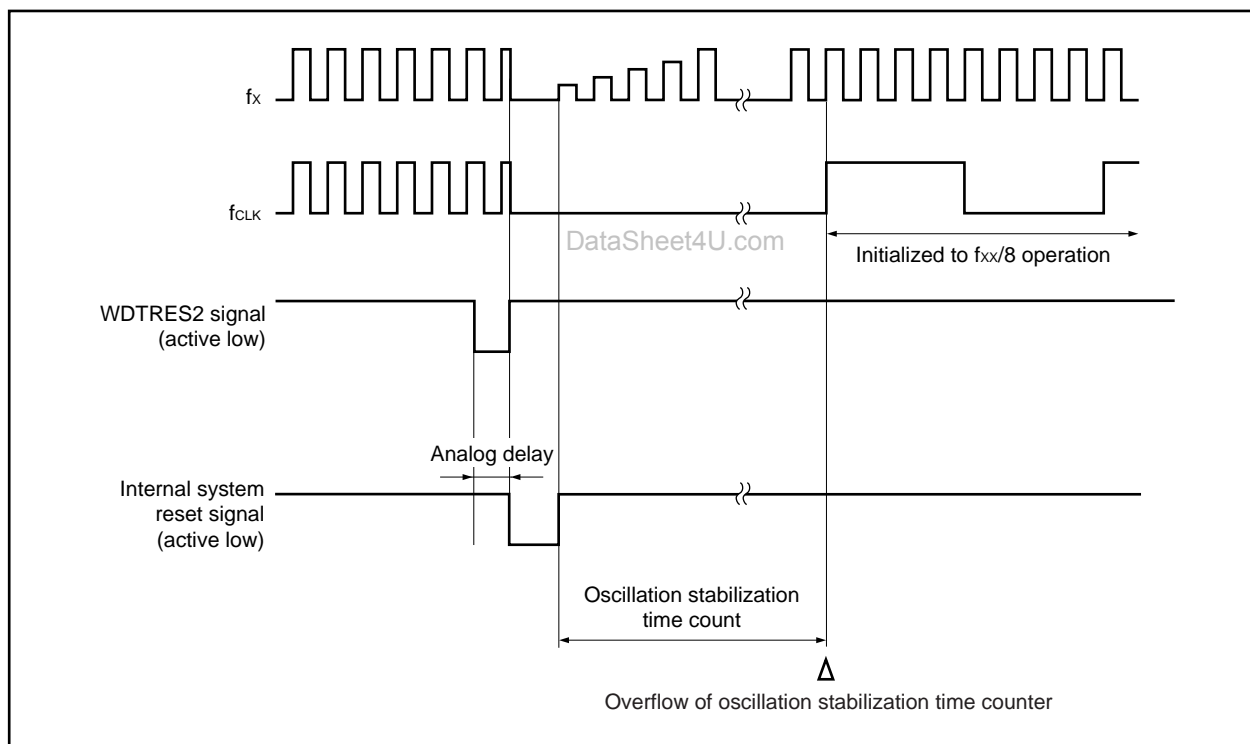 fX
fCLK
DataSheet4U.com
Initialized to fXX/8 operation
WDTRES2 signal
(active low)
Analog delay
Internal system
reset signal
(active low)
Oscillation stabilization
time count
Overflow of oscillation stabilization time counter